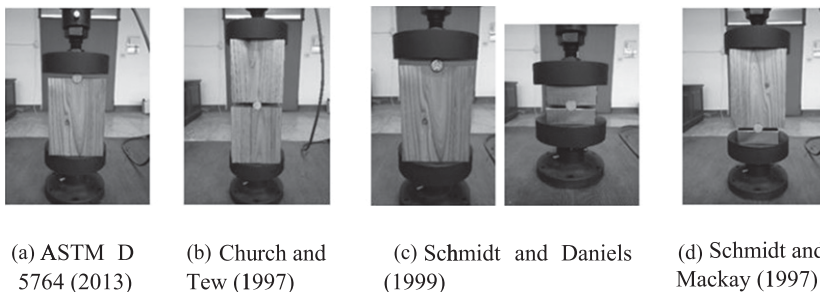 (a) ASTM D
5764 (2013)
(b) Church and
Tew (1997)
(c) Schmidt and Daniels
(1999)
(d) Schmidt and
Mackay (1997)